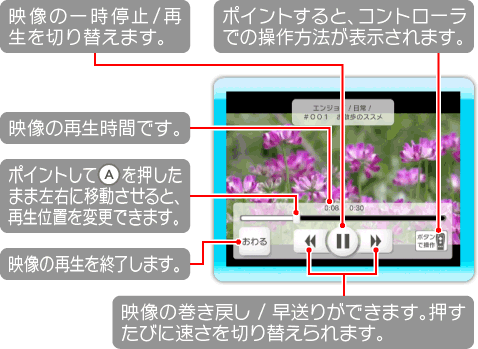 映像の一時停止/再
生を切り替えます。
ポイントすると、コントローラ
での操作方法が表示されます。
エンジョイ / 日常 /
#001 お散歩のススメ
映像の再生時間です。
0:06 0:30
ポイントしてAを押した
まま左右に移動させると、
再生位置を変更できます。
おわる
ボタン
で操作
映像の再生を終了します。
映像の巻き戻し / 早送りができます。押す
たびに速さを切り替えられます。